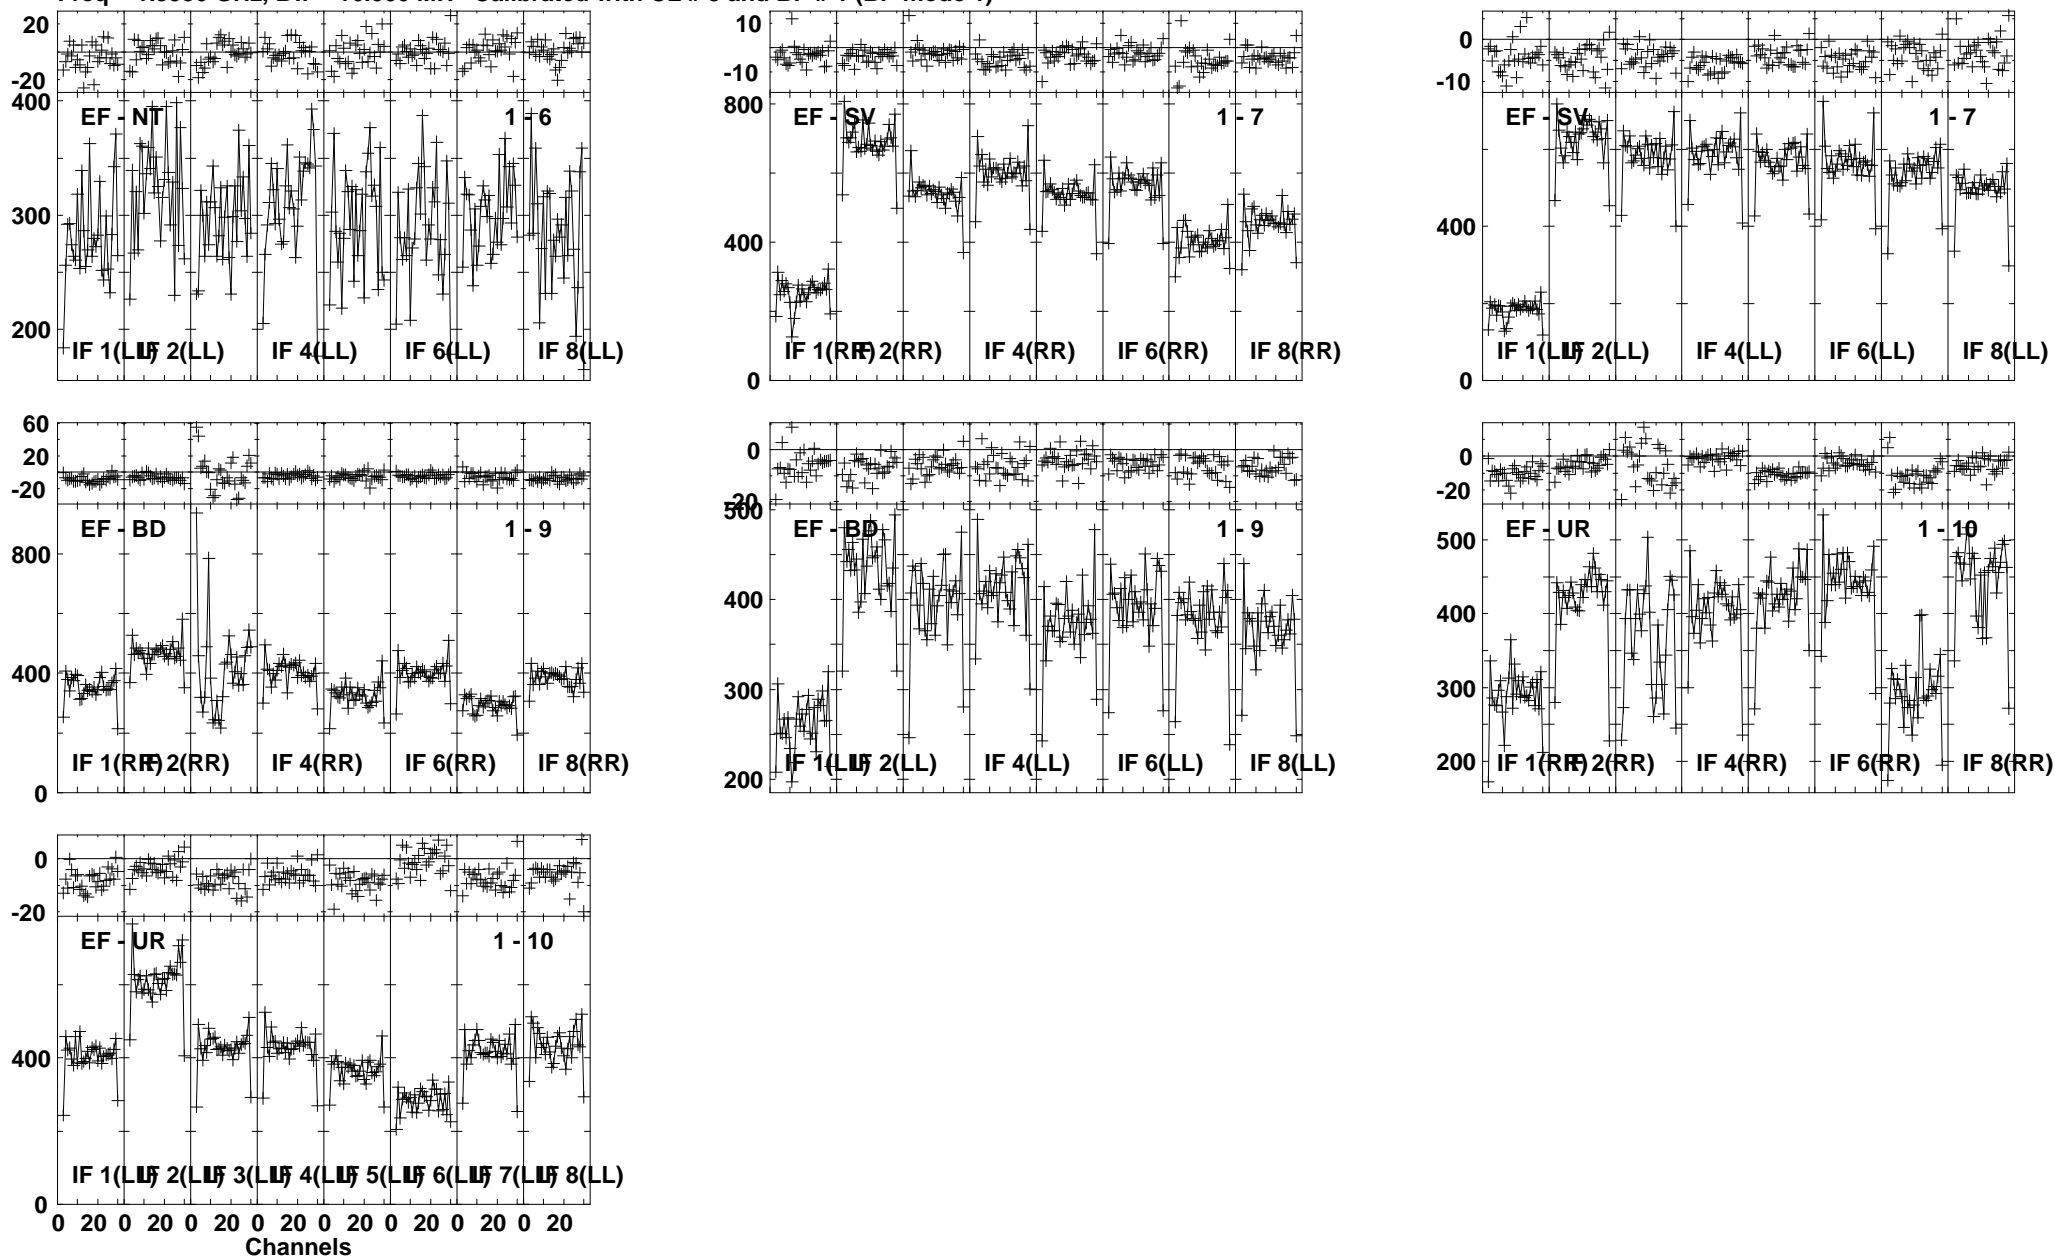 20
-20
400
300
200
EF - NT
1 - 6
IF 1(LL) IF 2(LL) IF 4(LL) IF 6(LL) IF 8(LL)
10
-10
800
400
0
EF - SV
1 - 7
IF 1(RR) IF 2(RR) IF 4(RR) IF 6(RR) IF 8(RR)
0
-10
400
0
EF - SV
1 - 7
IF 1(LL) IF 2(LL) IF 4(LL) IF 6(LL) IF 8(LL)
60
20
-20
800
400
0
EF - BD
1 - 9
IF 1(RR) IF 2(RR) IF 4(RR) IF 6(RR) IF 8(RR)
0
-20
500
400
300
200
EF - BD
1 - 9
IF 1(LL) IF 2(LL) IF 4(LL) IF 6(LL) IF 8(LL)
0
-20
500
400
300
200
EF - UR
1 - 10
IF 1(RR) IF 2(RR) IF 4(RR) IF 6(RR) IF 8(RR)
0
-20
400
0
EF - UR
1 - 10
IF 1(LL) IF 2(LL) IF 3(LL) IF 4(LL) IF 5(LL) IF 6(LL) IF 7(LL) IF 8(LL)
0 20 0 20 0 20 0 20 0 20 0 20 0 20 0 20
Channels